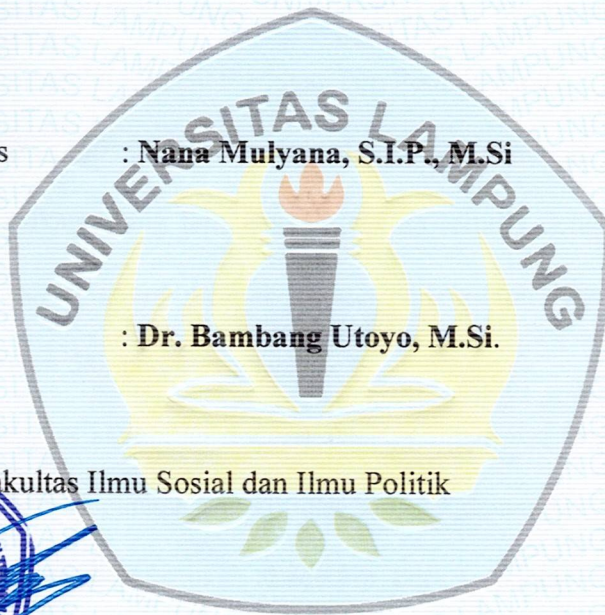 UNIVERSITAS LAMPUNG
s : Nana Mulyana, S.I.P., M.Si
: Dr. Bambang Utoyo, M.Si.
kultas Ilmu Sosial dan Ilmu Politik